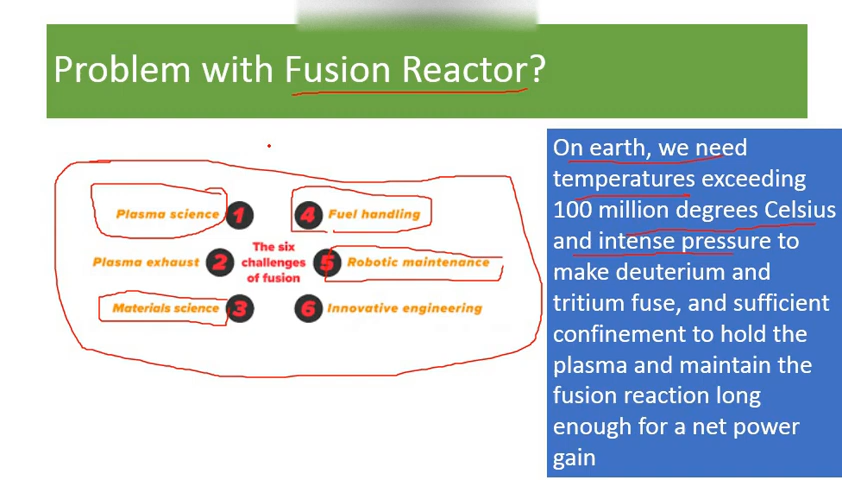 Problem with Fusion Reactor?
Plasma science 1
Plasma exhaust 2
Materials science 3
The six
challenges
of fusion
4 Fuel handling
5 Robotic maintenance
6 Innovative engineering
On earth, we need
temperatures exceeding
100 million degrees Celsius
and intense pressure to
make deuterium and
tritium fuse, and sufficient
confinement to hold the
plasma and maintain the
fusion reaction long
enough for a net power
gain